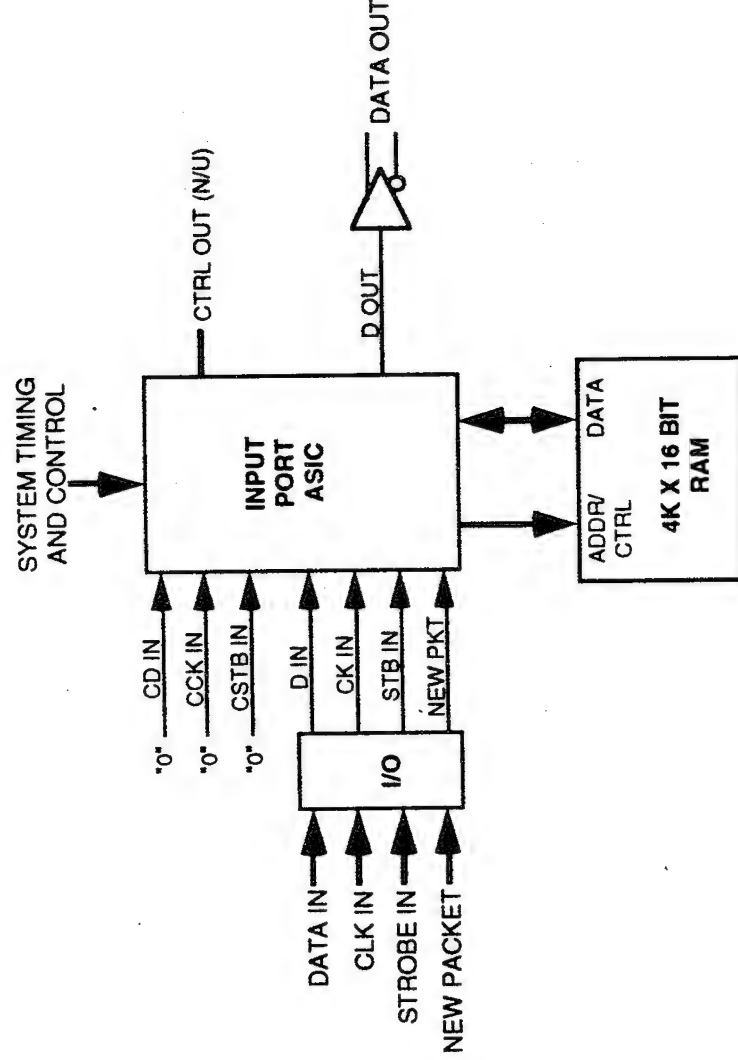 SYSTEM TIMING
AND CONTROL
CTRL OUT (N/U)
"0"
CD IN
"0"
CCK IN
"0"
CSTB IN
INPUT
PORT
ASIC
D OUT
DATA OUT
DATA IN
CLK IN
STROBE IN
NEW PACKET
I/O
D IN
CK IN
STB IN
NEW PKT
ADDR/
CTRL
DATA
4K X 16 BIT
RAM